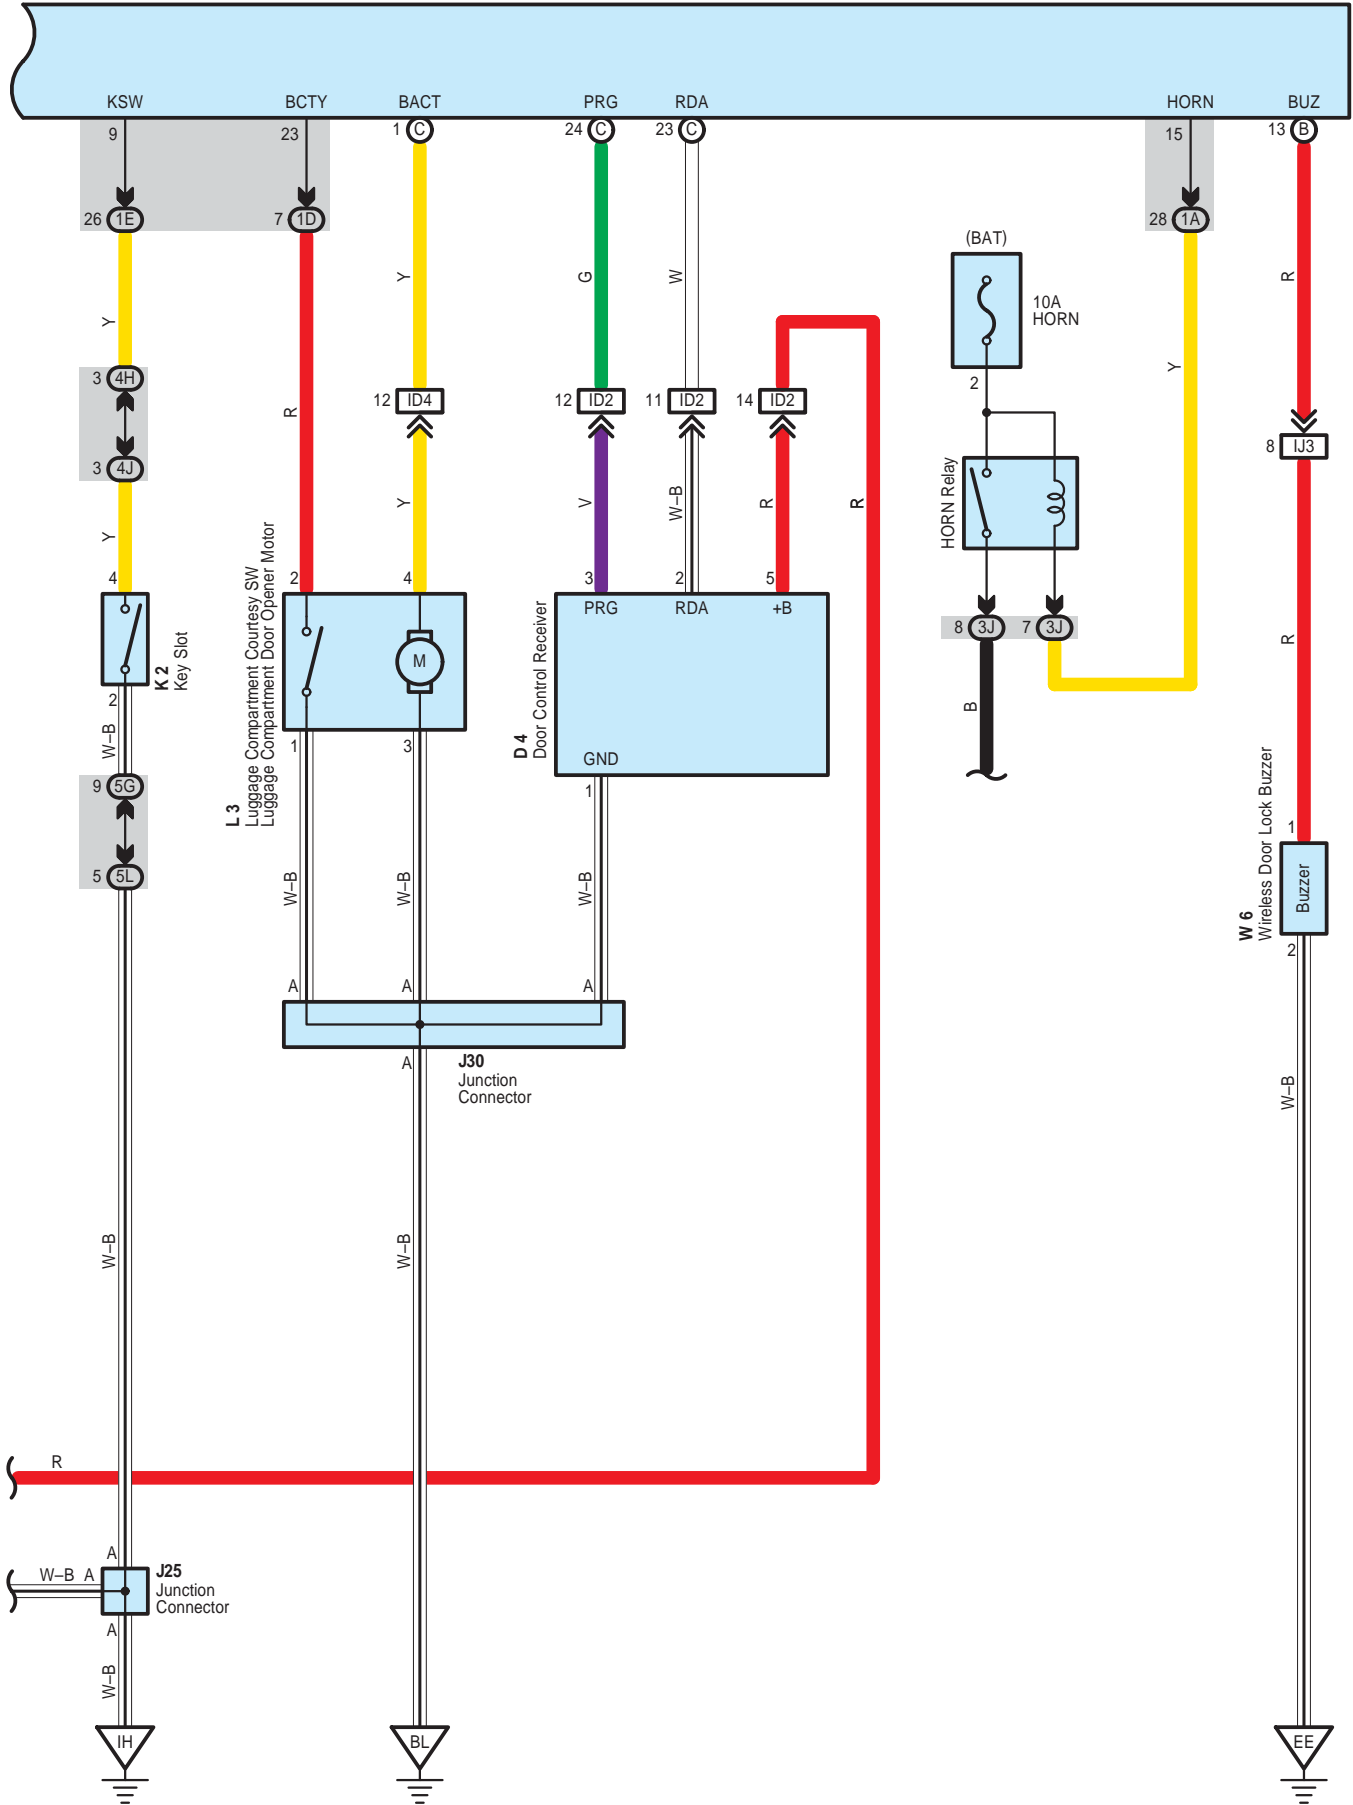 KSW BCTY BACT PRG RDA HORN BUZ
9 23 1 C 24 C 23 C 15 13 B
26 1E 7 1D 28 1A
(BAT)
10A
HORN
2
Y R Y G W Y R
3 4H
12 ID4 12 ID2 11 ID2 14 ID2
3 4J
8 IJ3
Y Y V W–B R R
HORN Relay
4 2 4 3 2 5
PRG RDA +B
8 3J 7 3J
M
K 2
Key Slot
2
W–B
L 3
Luggage Compartment Courtesy SW
Luggage Compartment Door Opener Motor
1 3
D 4
Door Control Receiver
GND
1
B
R
9 5G
5 5L
W 6
Wireless Door Lock Buzzer
1
Buzzer
2
W–B W–B W–B
A A A
A
J30
Junction
Connector
W–B
W–B W–B
R
A
W–B A
J25
Junction
Connector
A
W–B
IH BL EE